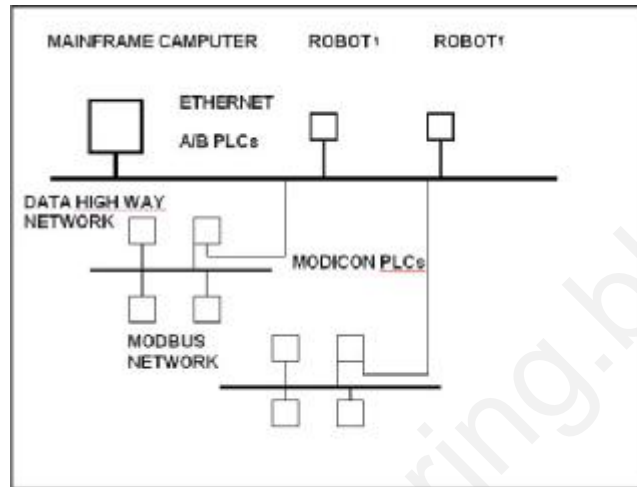 MAINFRAME CAMPUTER ROBOT1 ROBOT1
ETHERNET
A/B PLCs
DATA HIGH WAY
NETWORK
MODICON PLCs
MODBUS
NETWORK